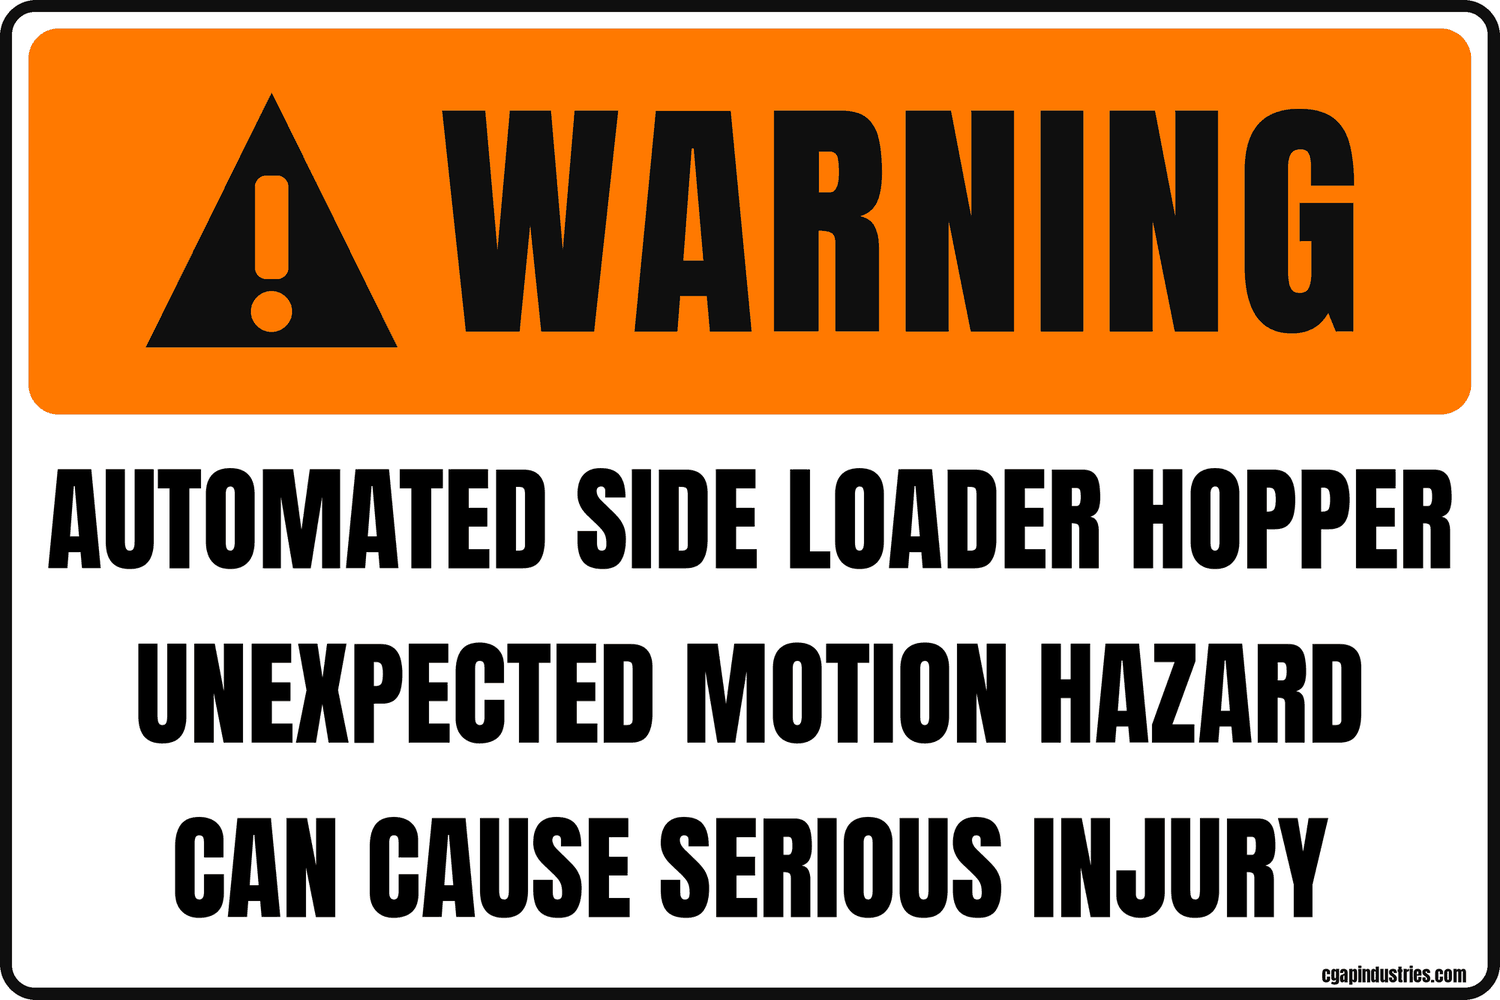 WARNING
AUTOMATED SIDE LOADER HOPPER
UNEXPECTED MOTION HAZARD
CAN CAUSE SERIOUS INJURY
cgapindustries.com